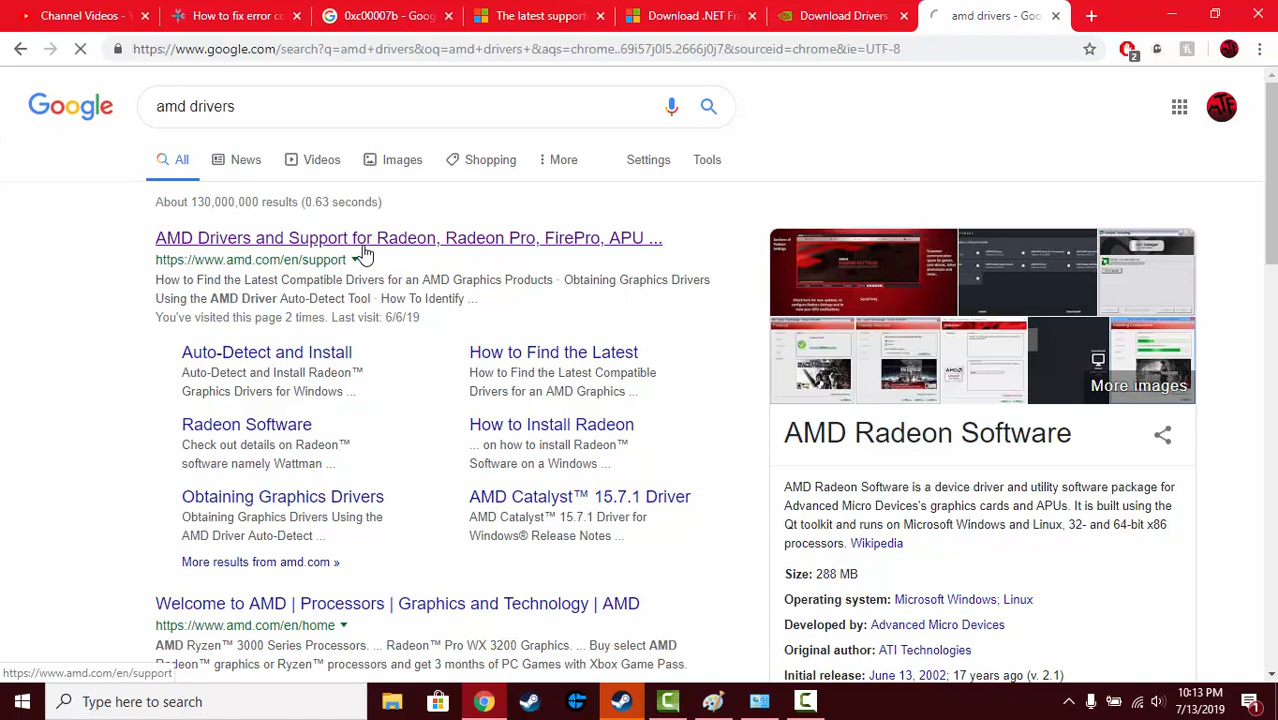 Channel Videos - Y
How to fix error co
0xc00007b - Goog
The latest support
Download .NET Fr
Download Drivers
amd drivers - Goo
https://www.google.com/search?q=amd+drivers&oq=amd+drivers+&aqs=chrome..69i57j0l5.2666j0j7&sourceid=chrome&ie=UTF-8
2
Google
amd drivers
MTF
All
News
Videos
Images
Shopping
More
Settings
Tools
About 130,000,000 results (0.63 seconds)
AMD Drivers and Support for Radeon, Radeon Pro, FirePro, APU ...
https://www.amd.com/en/support
How to Find the Latest Compatible Drivers for an AMD Graphics Products · Obtaining Graphics Drivers
Using the AMD Driver Auto-Detect Tool · How To Identify ...
You've visited this page 2 times. Last visit: 6/6/19
Auto-Detect and Install
Auto-Detect and Install Radeon™
Graphics Drivers for Windows ...
How to Find the Latest
How to Find the Latest Compatible
Drivers for an AMD Graphics ...
Radeon Software
Check out details on Radeon™
software namely Wattman ...
How to Install Radeon
... on how to install Radeon™
Software on a Windows ...
Obtaining Graphics Drivers
Obtaining Graphics Drivers Using the
AMD Driver Auto-Detect ...
AMD Catalyst™ 15.7.1 Driver
AMD Catalyst™ 15.7.1 Driver for
Windows® Release Notes ...
More results from amd.com »
Welcome to AMD | Processors | Graphics and Technology | AMD
https://www.amd.com/en/home
AMD Ryzen™ 3000 Series Processors. ... Radeon™ Pro WX 3200 Graphics. ... Buy select AMD
Radeon™ graphics or Ryzen™ processors and get 3 months of PC Games with Xbox Game Pass.
More images
AMD Radeon Software
AMD Radeon Software is a device driver and utility software package for
Advanced Micro Devices's graphics cards and APUs. It is built using the
Qt toolkit and runs on Microsoft Windows and Linux, 32- and 64-bit x86
processors. Wikipedia
Size: 288 MB
Operating system: Microsoft Windows; Linux
Developed by: Advanced Micro Devices
Original author: ATI Technologies
Initial release: June 13, 2002; 17 years ago (v. 2.1)
https://www.amd.com/en/support
Type here to search
10:13 PM
7/13/2019
1